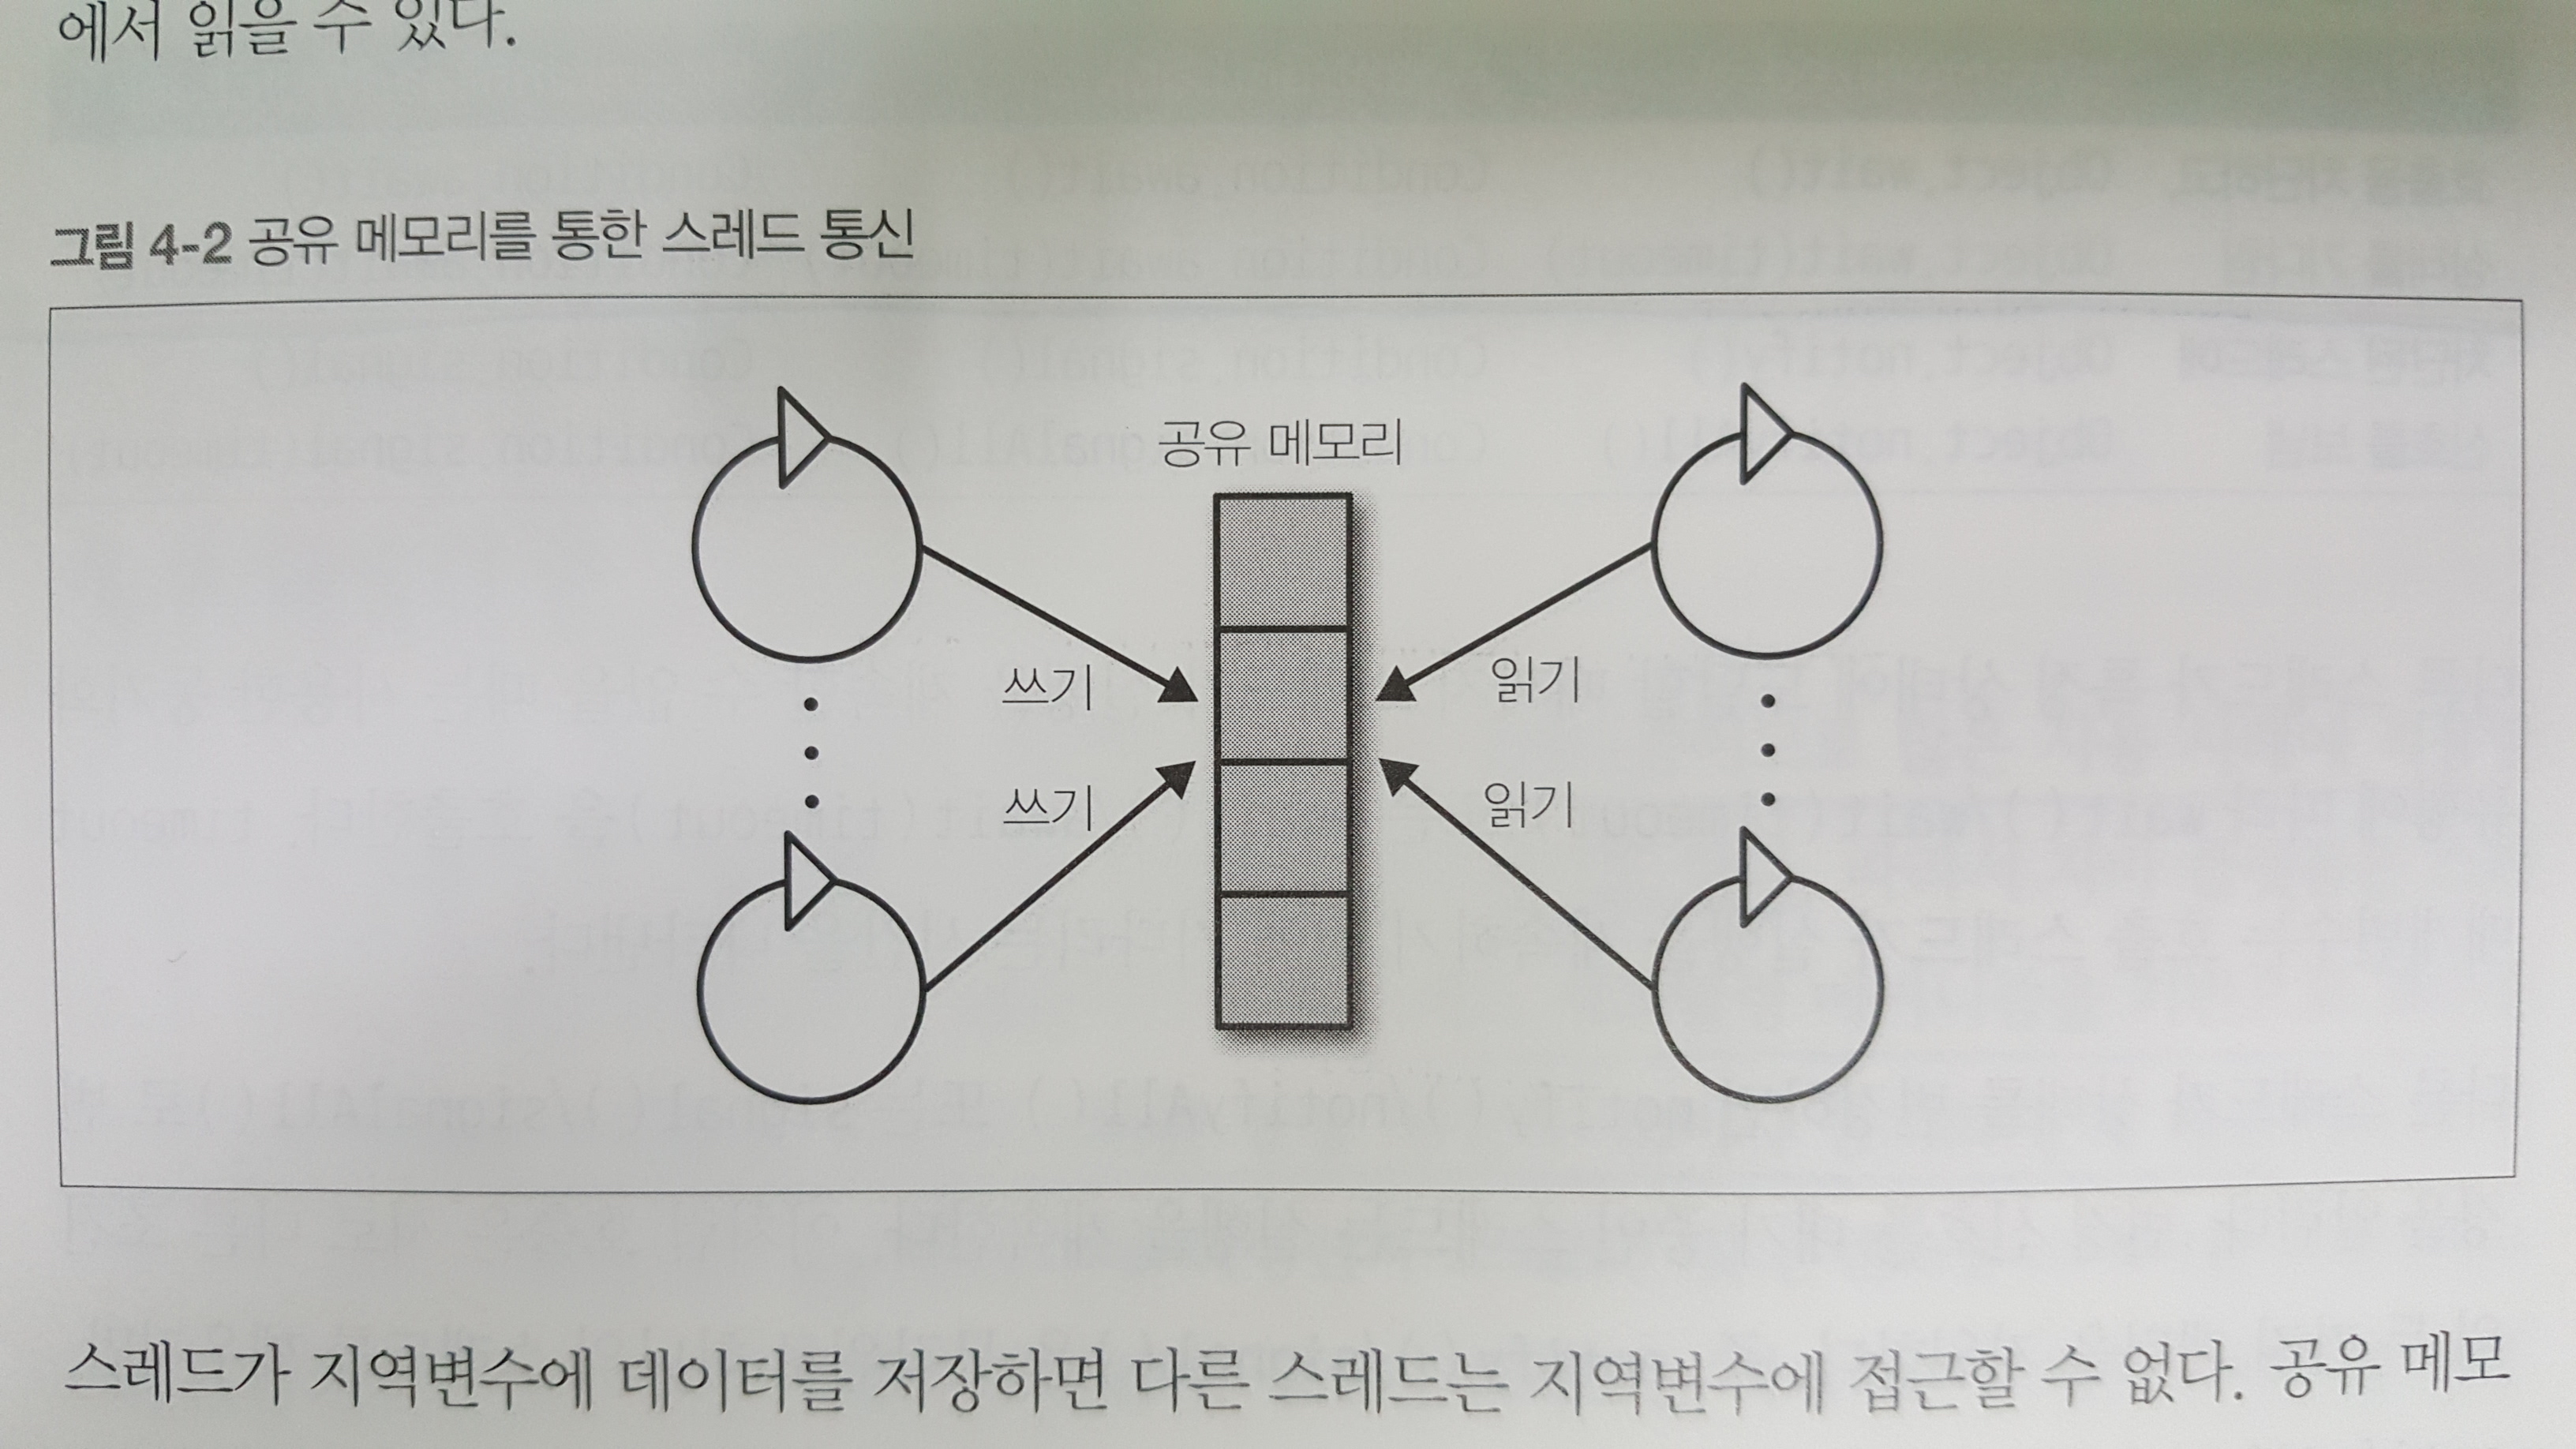 에서 읽을 수 있다.
그림 4-2 공유 메모리를 통한 스레드 통신
공유 메모리
쓰기
읽기
쓰기
읽기
스레드가 지역변수에 데이터를 저장하면 다른 스레드는 지역변수에 접근할 수 없다. 공유 메모